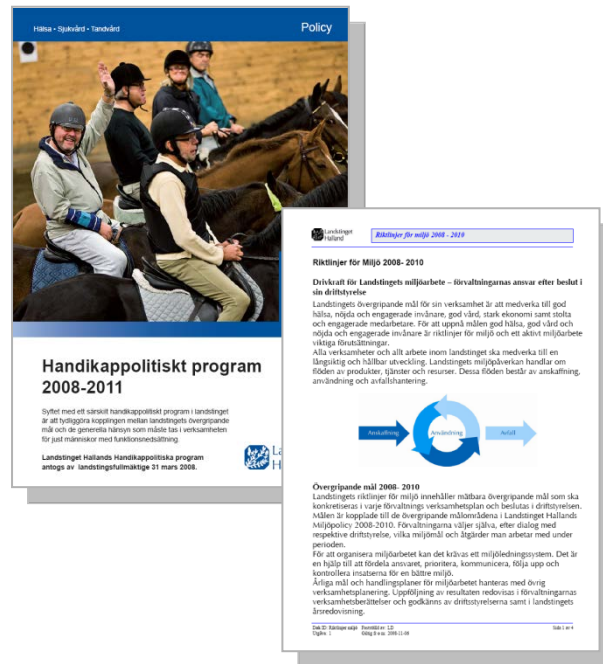 Hälsa • Sjukvård • Tandvård
Policy
Handikappolitiskt program
2008-2011
Syftet med ett särskilt handikappolitiskt program i landstinget
är att tydliggöra kopplingen mellan landstingets övergripande
mål och de generella hänsyn som måste tas i verksamheten
för just människor med funktionsnedsättning.
Landstinget Hallands Handikappolitiska program
antogs av landstingsfullmäktige 31 mars 2008.
Landstinget
Halland
Riktlinjer för miljö 2008 - 2010
Riktlinjer för Miljö 2008- 2010
Drivkraft för Landstingets miljöarbete – förvaltningarnas ansvar efter beslut i
sin driftstyrelse
Landstingets övergripande mål för sin verksamhet är att medverka till god
hälsa, nöjda och engagerade invånare, god vård, stark ekonomi samt stolta
och engagerade medarbetare. För att uppnå målen god hälsa, god vård och
nöjda och engagerade invånare är riktlinjer för miljö och ett aktivt miljöarbete
viktiga förutsättningar.
Alla verksamheter och allt arbete inom landstinget ska medverka till en
långsiktig och hållbar utveckling. Landstingets miljöpåverkan handlar om
flöden av produkter, tjänster och resurser. Dessa flöden består av anskaffning,
användning och avfallshantering.
Anskaffning
Användning
Avfall
Övergripande mål 2008- 2010
Landstingets riktlinjer för miljö innehåller mätbara övergripande mål som ska
konkretiseras i varje förvaltnings verksamhetsplan och beslutas i driftstyrelsen.
Målen är kopplade till de övergripande målområdena i Landstinget Hallands
Miljöpolicy 2008-2010. Förvaltningarna väljer själva, efter dialog med
respektive driftstyrelse, vilka miljömål och åtgärder man arbetar med under
perioden.
För att organisera miljöarbetet kan det krävas ett miljöledningssystem. Det är
en hjälp till att fördela ansvaret, prioritera, kommunicera, följa upp och
kontrollera insatserna för en bättre miljö.
Årliga mål och handlingsplaner för miljöarbetet hanteras med övrig
verksamhetsplanering. Uppföljning av resultaten redovisas i förvaltningarnas
verksamhetsberättelser och godkänns av driftstyrelserna samt i landstingets
årsredovisning.
Dok.ID: Riktlinjer miljö
Utgåva: 1
Sida 1 av 4